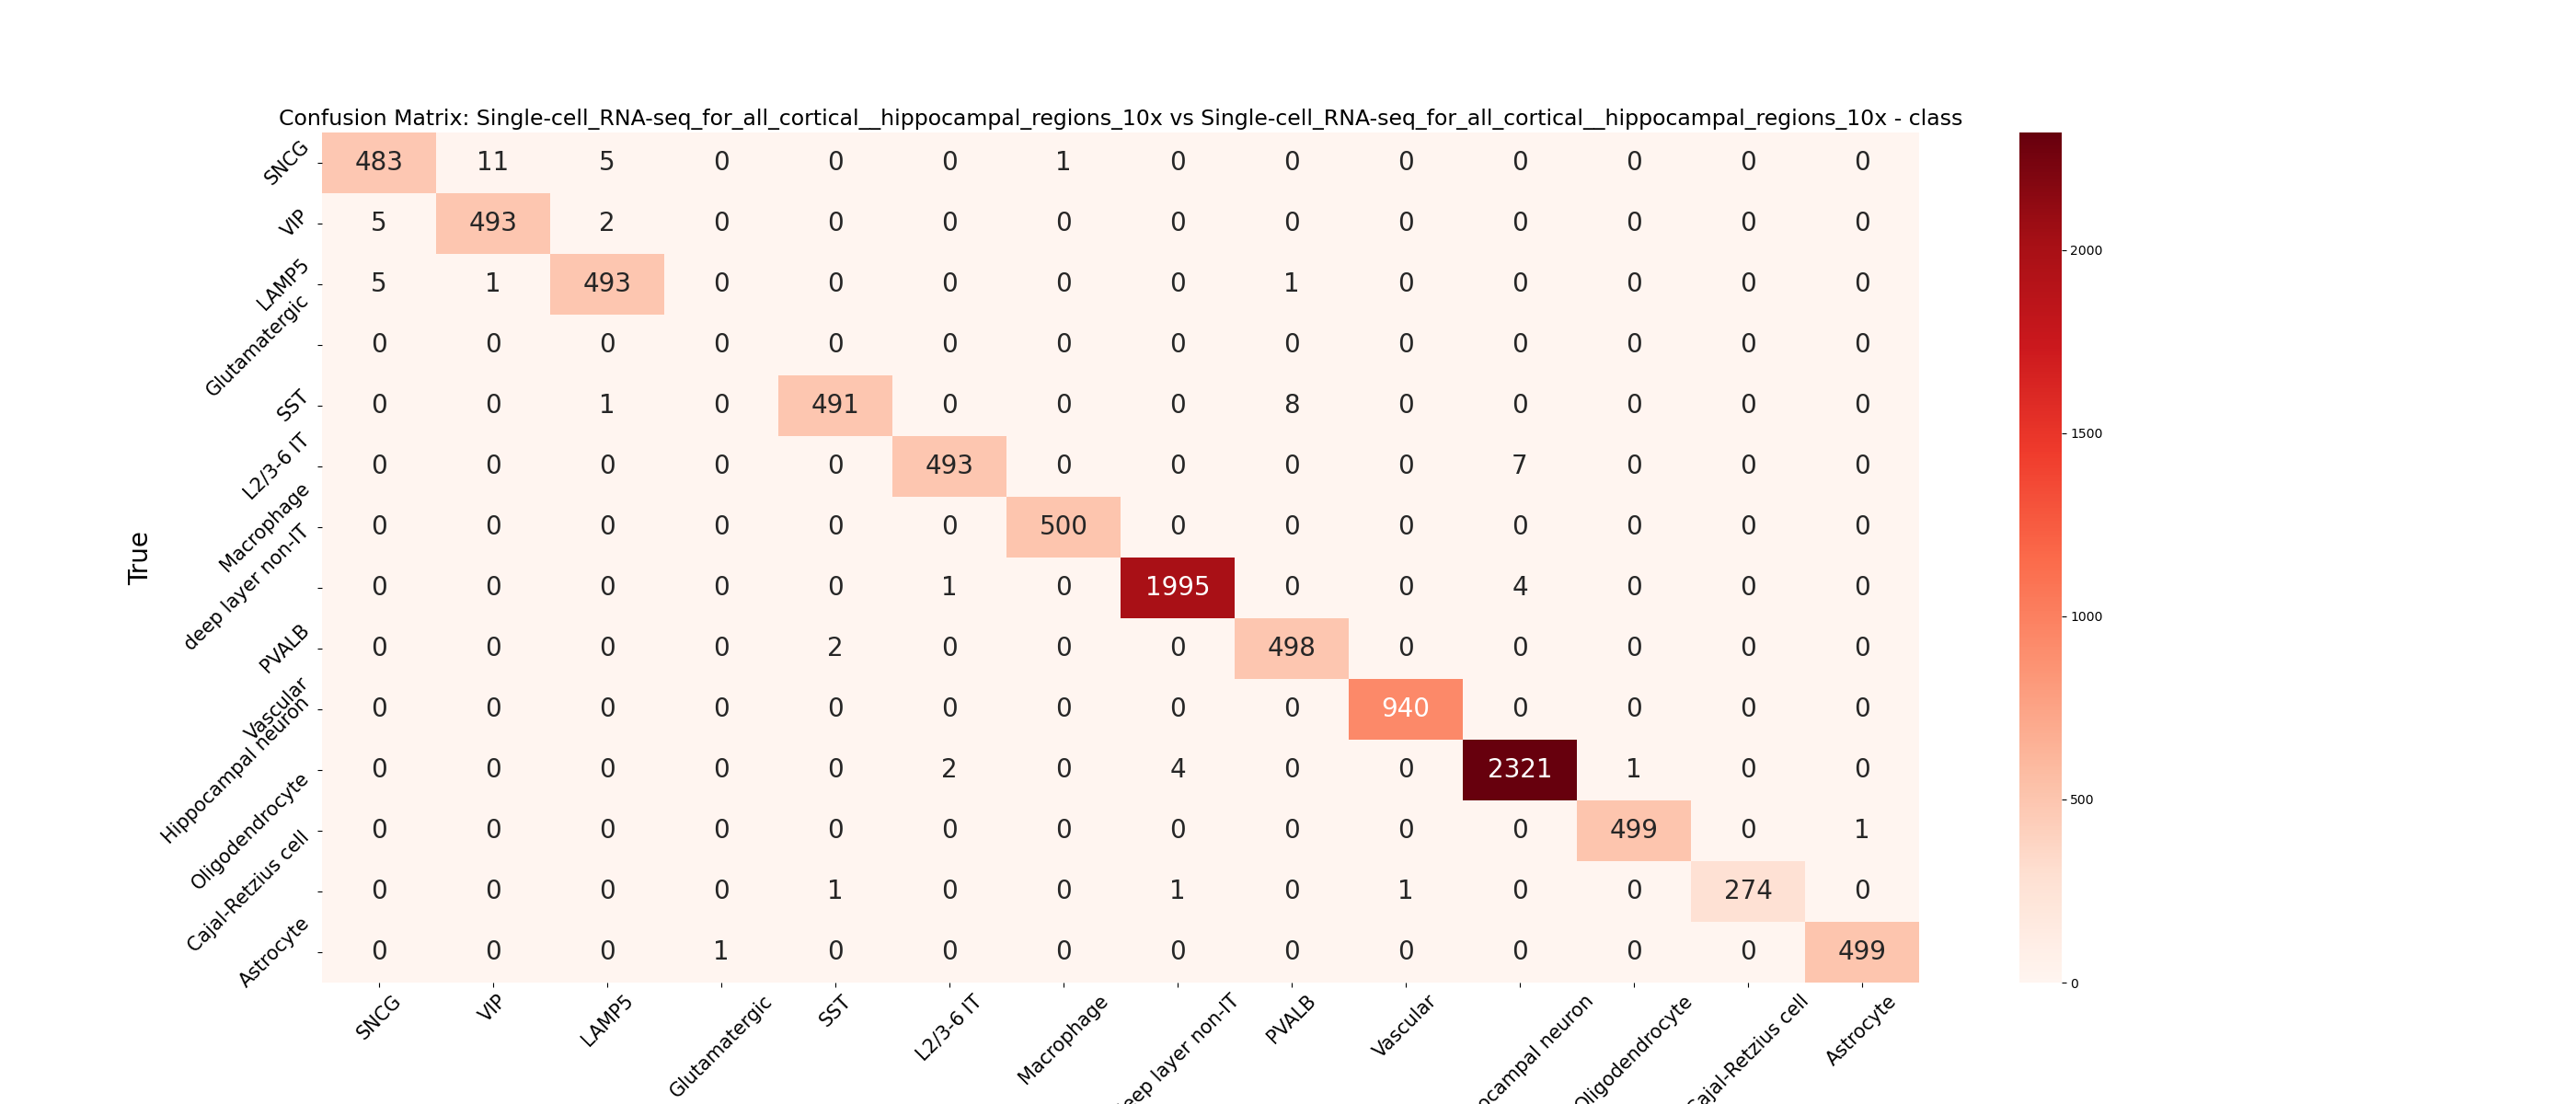 Confusion Matrix: Single-cell_RNA-seq_for_all_cortical__hippocampal_regions_10x vs Single-cell_RNA-seq_for_all_cortical__hippocampal_regions_10x - class
True
SNCG 483 11 5 0 0 0 1 0 0 0 0 0 0 0
VIP 5 493 2 0 0 0 0 0 0 0 0 0 0 0
LAMP5 5 1 493 0 0 0 0 0 1 0 0 0 0 0
Glutamatergic 0 0 0 0 0 0 0 0 0 0 0 0 0 0
SST 0 0 1 0 491 0 0 0 8 0 0 0 0 0
L2/3-6 IT 0 0 0 0 0 493 0 0 0 0 7 0 0 0
Macrophage 0 0 0 0 0 0 500 0 0 0 0 0 0 0
deep layer non-IT 0 0 0 0 0 1 0 1995 0 0 4 0 0 0
PVALB 0 0 0 0 2 0 0 0 498 0 0 0 0 0
Vascular 0 0 0 0 0 0 0 0 0 940 0 0 0 0
Hippocampal neuron 0 0 0 0 0 2 0 4 0 0 2321 1 0 0
Oligodendrocyte 0 0 0 0 0 0 0 0 0 0 0 499 0 1
Cajal-Retzius cell 0 0 0 0 1 0 0 1 0 1 0 0 274 0
Astrocyte 0 0 0 1 0 0 0 0 0 0 0 0 0 499
SNCG VIP LAMP5 Glutamatergic SST L2/3-6 IT Macrophage eep layer non-IT PVALB Vascular ocampal neuron Oligodendrocyte ajal-Retzius cell Astrocyte
2000
1500
1000
500
0